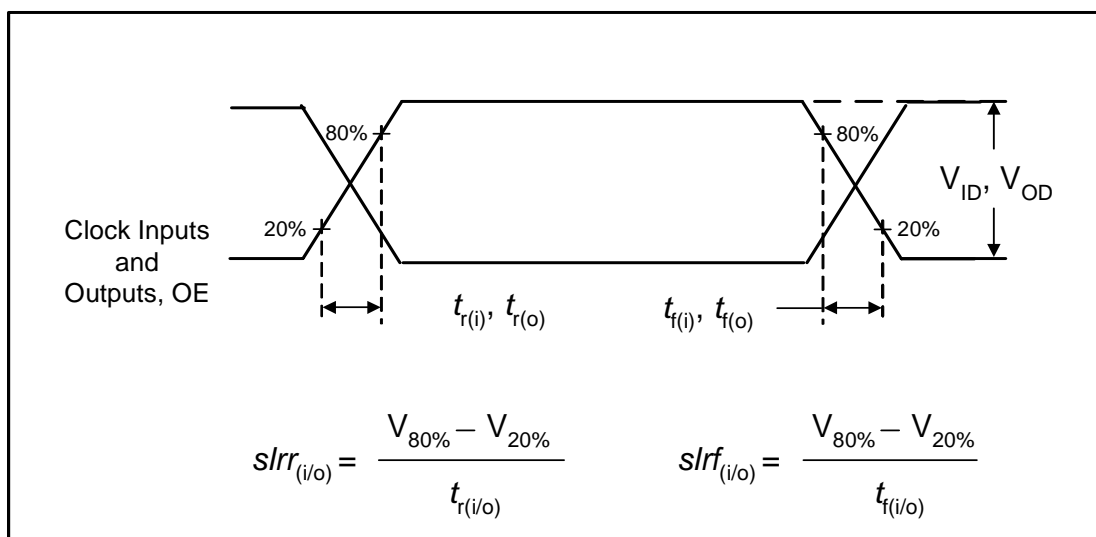 80%
80%
V_ID, V_OD
20%
20%
Clock Inputs
and
Outputs, OE
t_r(i), t_r(o)
t_f(i), t_f(o)
slrr_(i/o) = V_80% – V_20% / t_r(i/o)
slrf_(i/o) = V_80% – V_20% / t_f(i/o)